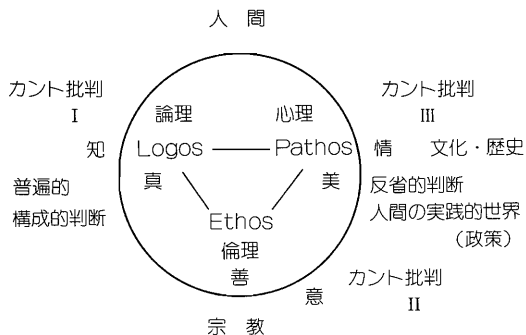 人 間
カント批判
I
カント批判
III
論理
心理
知
Logos
Pathos
情
文化・歴史
真
美
普遍的
構成的判断
反省的判断
人間の実践的世界
（政策）
Ethos
倫理
善
意
カント批判
II
宗 教